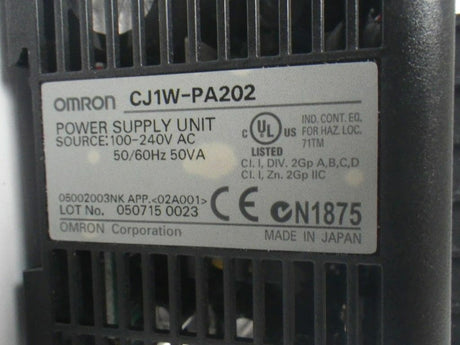 OMRON CJ1W-PA202
POWER SUPPLY UNIT
SOURCE:100-240V AC
50/60Hz 50VA
C UL US
LISTED
IND. CONT. EQ.
FOR HAZ. LOC.
71TM
Cl. I, DIV. 2Gp A,B,C,D
Cl. I, Zn. 2Gp IIC
06002003NK APP.<02A001>
LOT No. 050715 0023
CE N1875
OMRON Corporation
MADE IN JAPAN